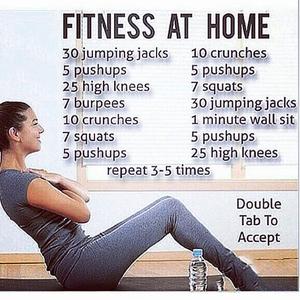 FITNESS AT HOME
30 jumping jacks
5 pushups
25 high knees
7 burpees
10 crunches
7 squats
5 pushups
10 crunches
5 pushups
7 squats
30 jumping jacks
1 minute wall sit
5 pushups
25 high knees
repeat 3-5 times
Double
Tab To
Accept